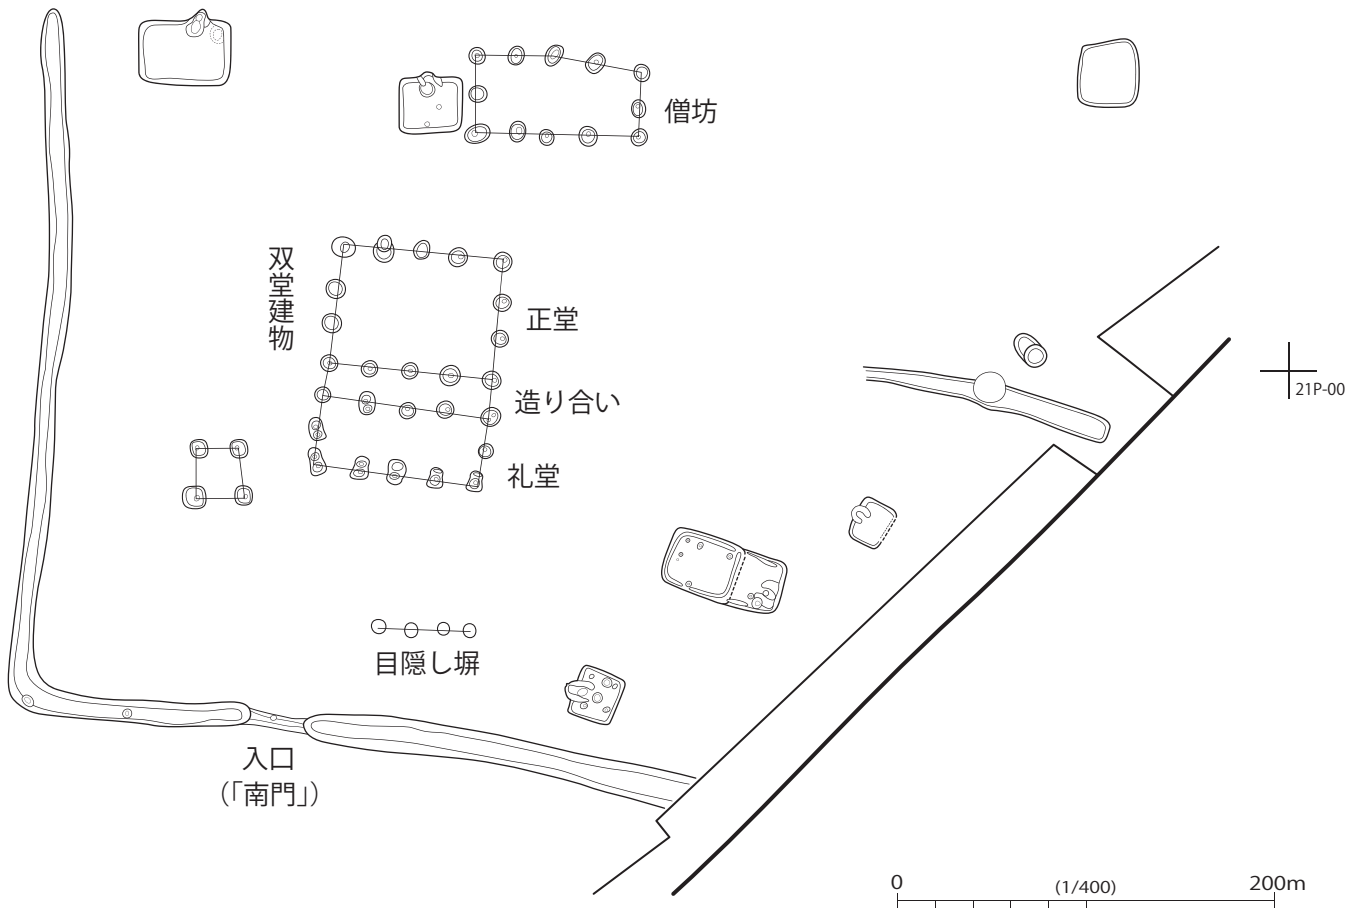 僧坊
双堂建物
正堂
造り合い
礼堂
21P-00
目隠し塀
入口
(「南門」)
0 (1/400) 200m